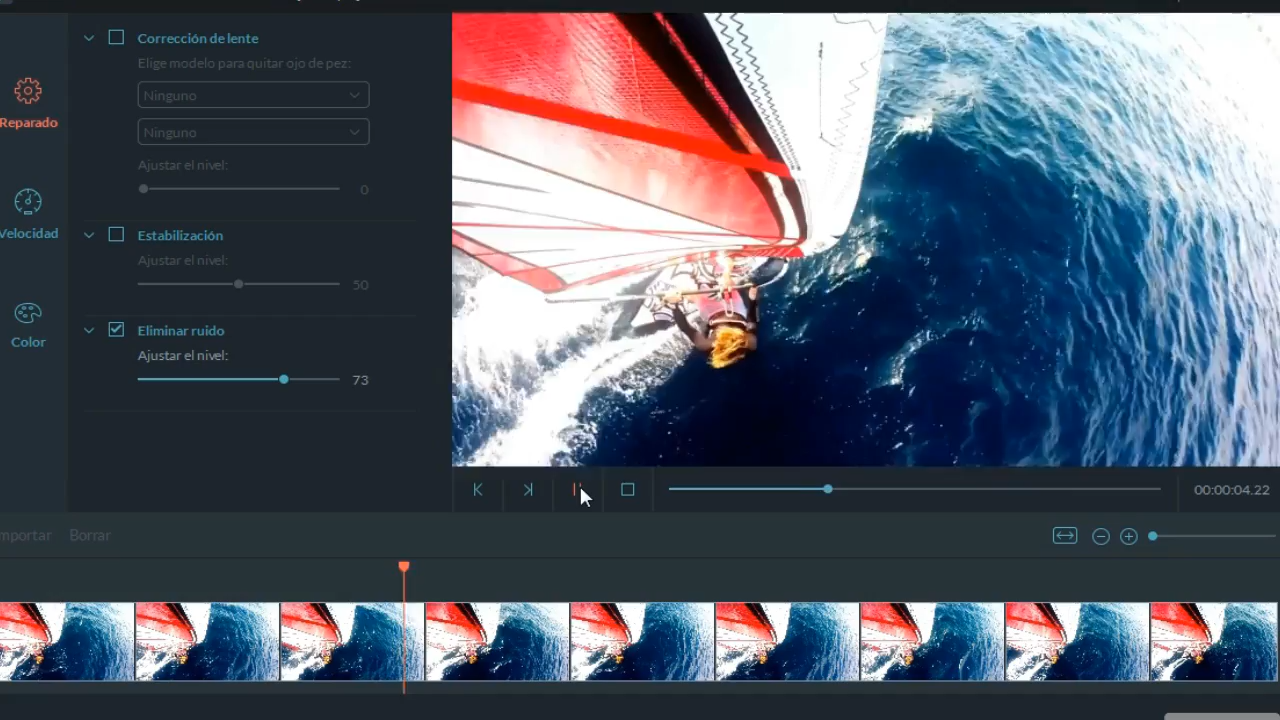 Corrección de lente
Elige modelo para quitar ojo de pez:
Ninguno
Reparado
Ninguno
Ajustar el nivel:
0
Velocidad
Estabilización
Ajustar el nivel:
50
Eliminar ruido
Color
Ajustar el nivel:
73
00:00:04.22
mportar Borrar